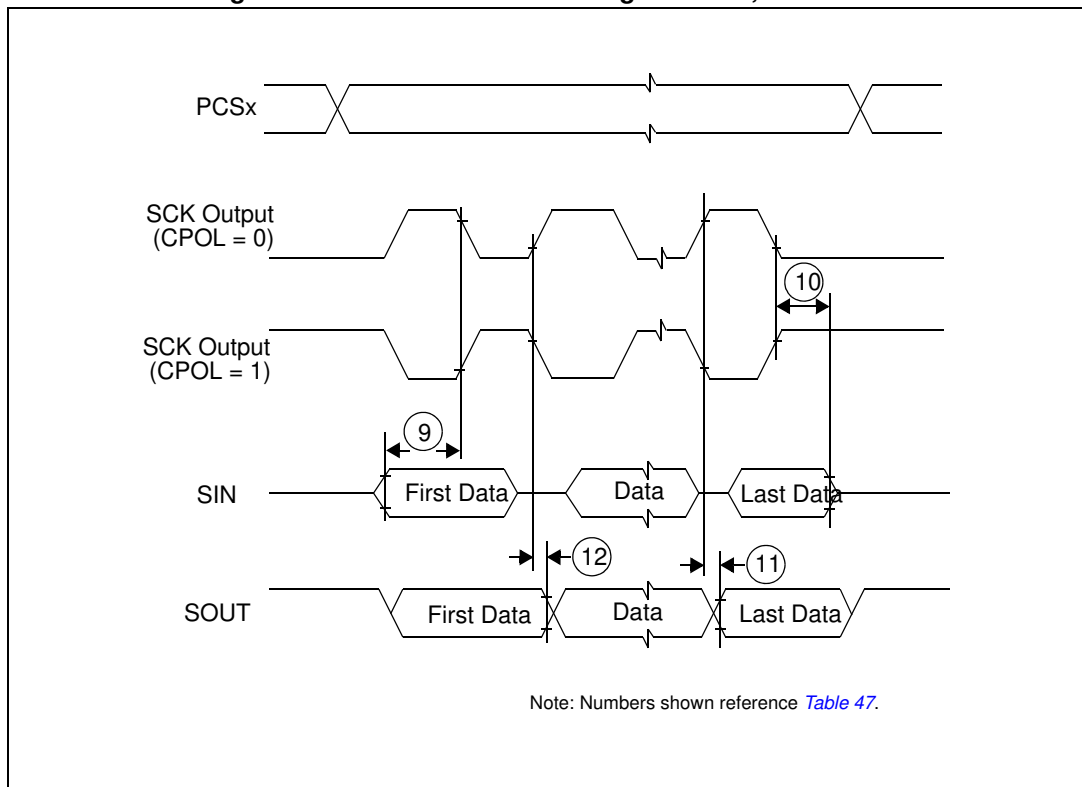 PCSx
SCK Output
(CPOL = 0)
10
SCK Output
(CPOL = 1)
9
SIN
First Data
Data
Last Data
12
11
SOUT
First Data
Data
Last Data
Note: Numbers shown reference Table 47.